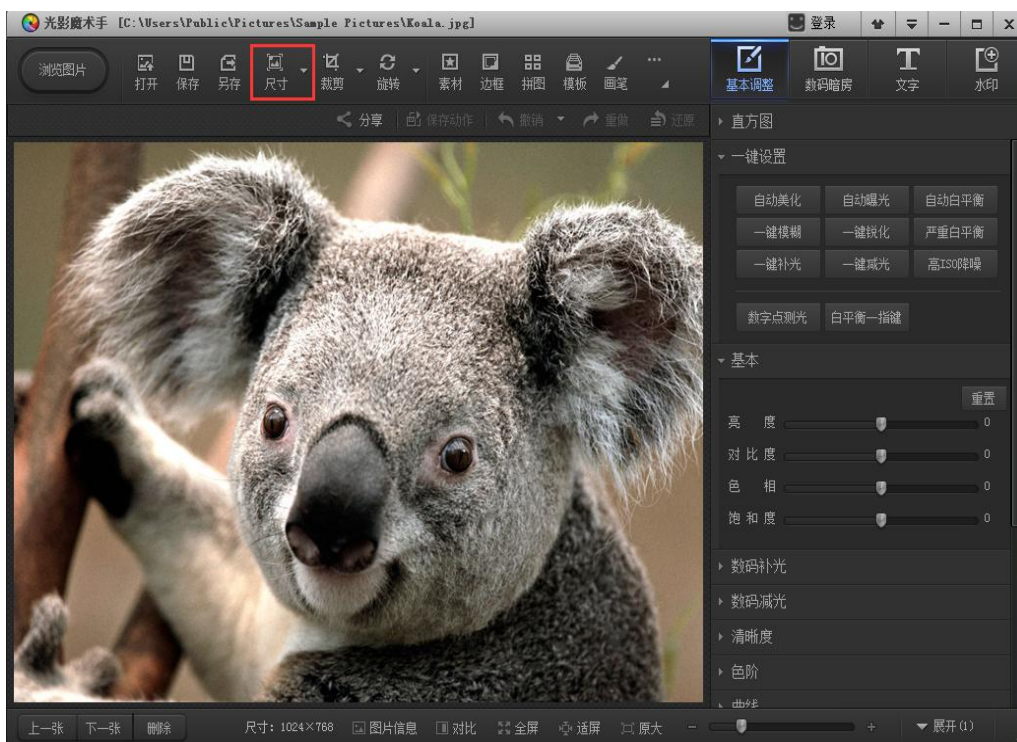 光影魔术手 [C:\Users\Public\Pictures\Sample Pictures\Koala.jpg]
登录
浏览图片
打开 保存 另存 尺寸 裁剪 旋转 素材 边框 拼图 模板 画笔
基本调整 数码暗房 文字 水印
分享 保存动作 撤销 重做 还原
直方图
一键设置
自动美化 自动曝光 自动白平衡
一键模糊 一键锐化 严重白平衡
一键补光 一键减光 高ISO降噪
数字点测光 白平衡一指键
基本
重置
亮 度 0
对比度 0
色 相 0
饱和度 0
数码补光
数码减光
清晰度
色阶
曲线
上一张 下一张 删除 尺寸: 1024×768 图片信息 对比 全屏 适屏 原大 展开(1)